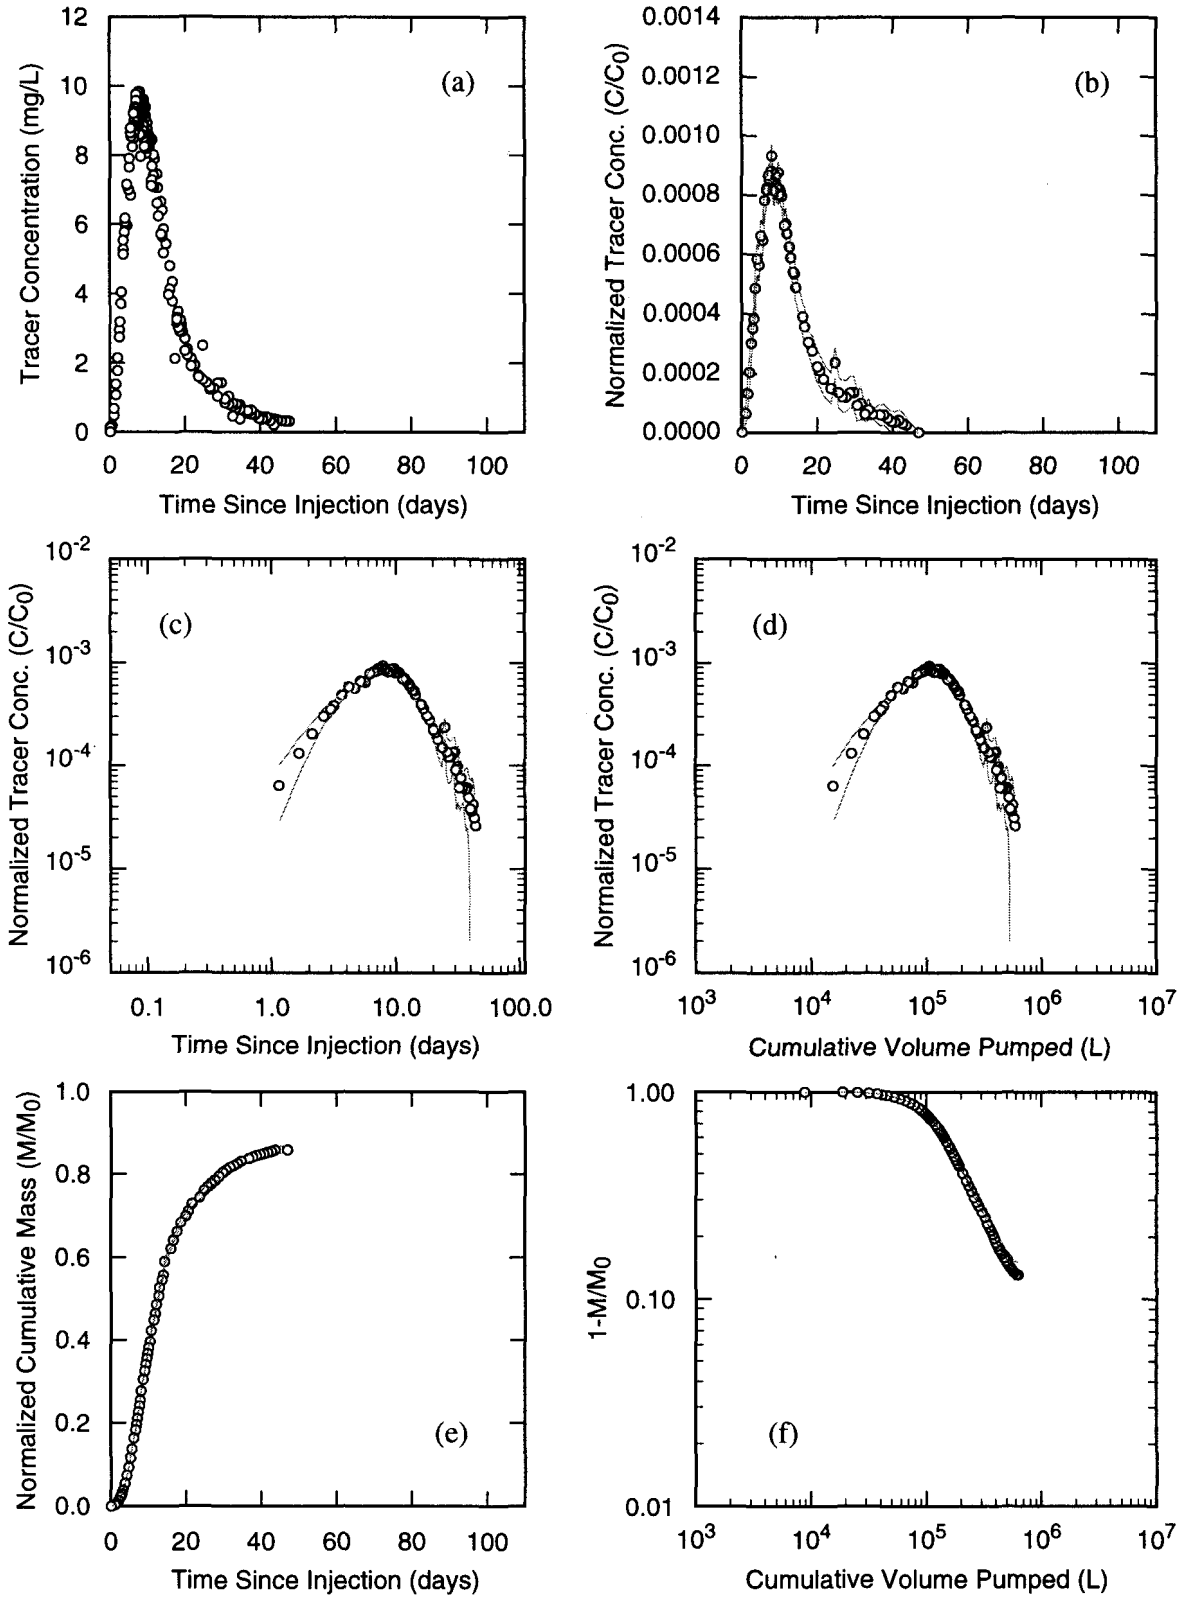 12
10
8
6
4
2
0
Tracer Concentration (mg/L)
(a)
0 20 40 60 80 100
Time Since Injection (days)
0.0014
0.0012
0.0010
0.0008
0.0006
0.0004
0.0002
0.0000
Normalized Tracer Conc. (C/C0)
(b)
0 20 40 60 80 100
Time Since Injection (days)
10-2
10-3
10-4
10-5
10-6
Normalized Tracer Conc. (C/C0)
(c)
0.1 1.0 10.0 100.0
Time Since Injection (days)
10-2
10-3
10-4
10-5
10-6
Normalized Tracer Conc. (C/C0)
(d)
103 104 105 106 107
Cumulative Volume Pumped (L)
1.0
0.8
0.6
0.4
0.2
0.0
Normalized Cumulative Mass (M/M0)
(e)
0 20 40 60 80 100
Time Since Injection (days)
1.00
0.10
0.01
1-M/M0
(f)
103 104 105 106 107
Cumulative Volume Pumped (L)